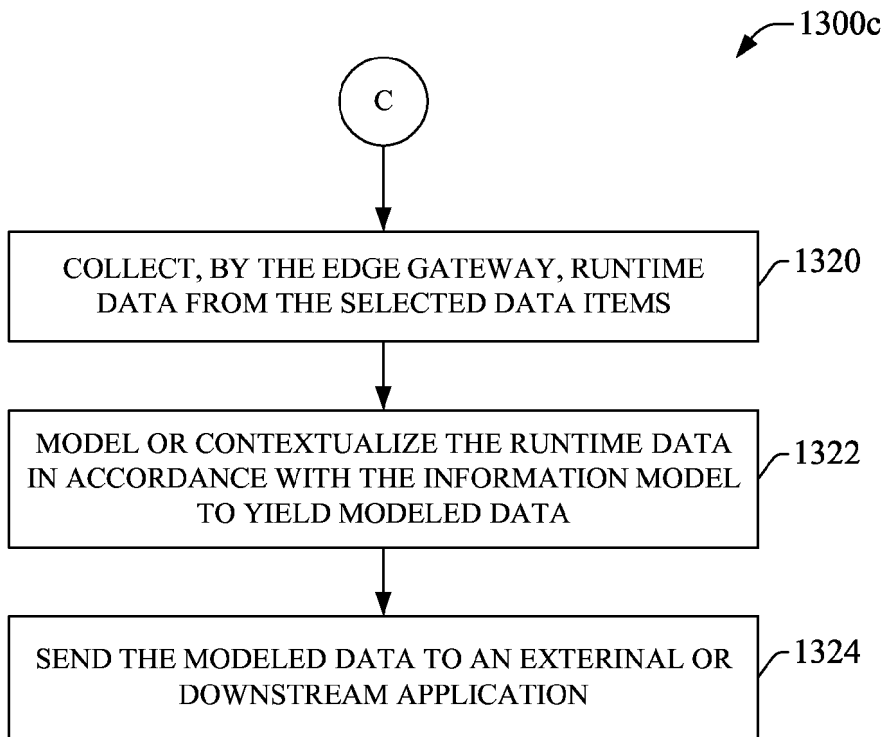 1300c
C
COLLECT, BY THE EDGE GATEWAY, RUNTIME
DATA FROM THE SELECTED DATA ITEMS
1320
MODEL OR CONTEXTUALIZE THE RUNTIME DATA
IN ACCORDANCE WITH THE INFORMATION MODEL
TO YIELD MODELED DATA
1322
SEND THE MODELED DATA TO AN EXTERINAL OR
DOWNSTREAM APPLICATION
1324